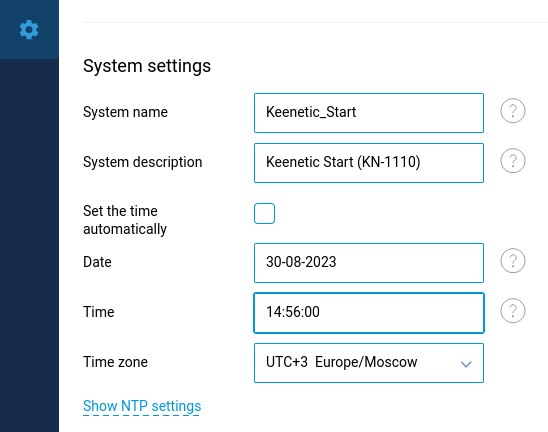 System settings
System name
Keenetic_Start
?
System description
Keenetic Start (KN-1110)
?
Set the time
automatically
Date
30-08-2023
?
Time
14:56:00
?
Time zone
UTC+3 Europe/Moscow
Show NTP settings